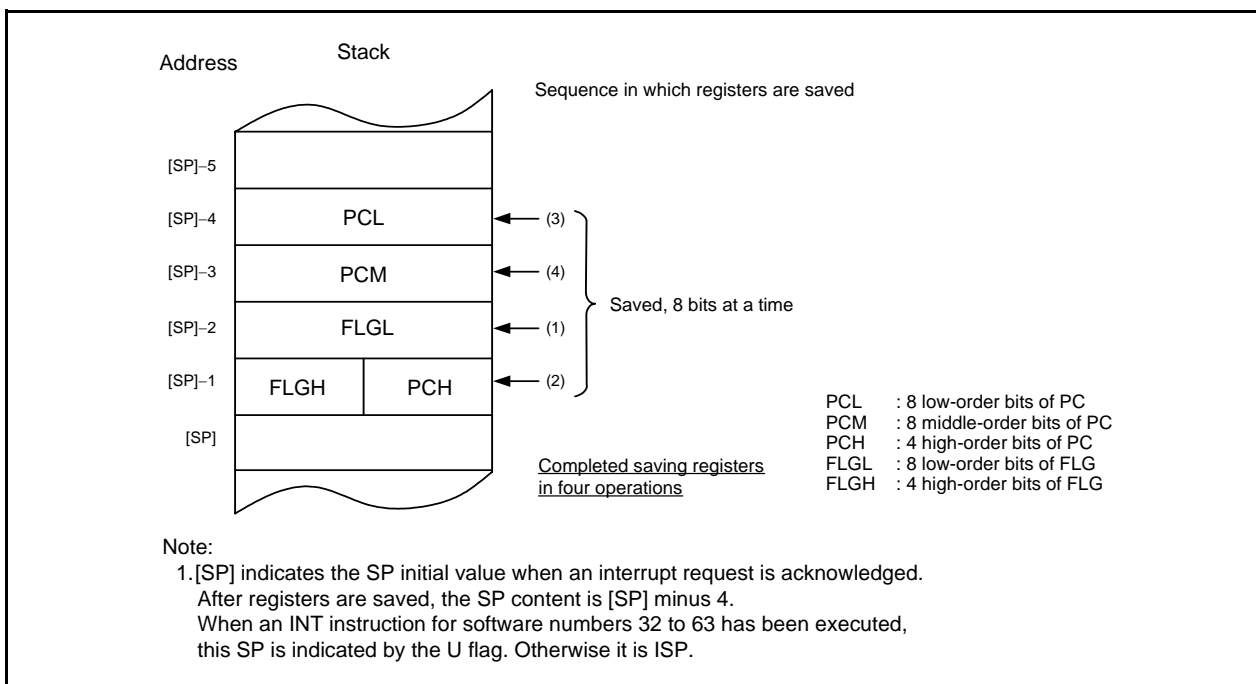 Address
Stack
Sequence in which registers are saved
[SP]−5
[SP]−4 PCL (3)
[SP]−3 PCM (4)
Saved, 8 bits at a time
[SP]−2 FLGL (1)
[SP]−1 FLGH PCH (2)
[SP]
Completed saving registers
in four operations
PCL : 8 low-order bits of PC
PCM : 8 middle-order bits of PC
PCH : 4 high-order bits of PC
FLGL : 8 low-order bits of FLG
FLGH : 4 high-order bits of FLG
Note:
1.[SP] indicates the SP initial value when an interrupt request is acknowledged.
After registers are saved, the SP content is [SP] minus 4.
When an INT instruction for software numbers 32 to 63 has been executed,
this SP is indicated by the U flag. Otherwise it is ISP.